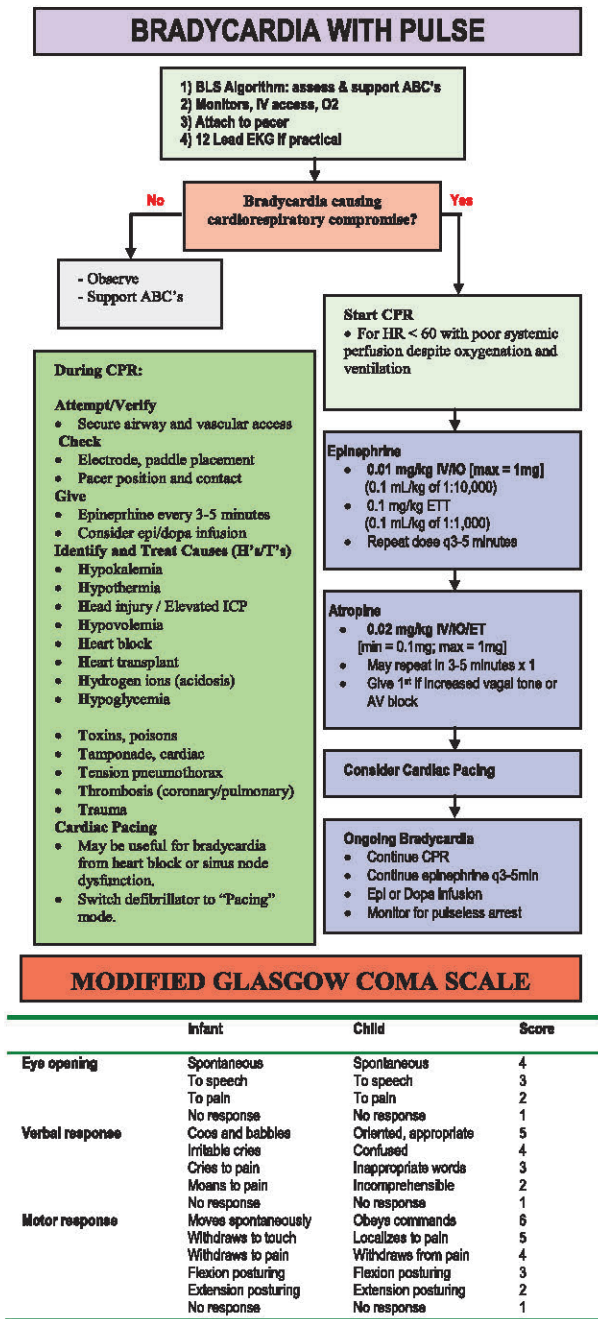 BRADYCARDIA WITH PULSE
1) BLS Algorithm: assess & support ABC's
2) Monitors, IV access, O2
3) Attach to pacer
4) 12 Lead EKG if practical
No
Bradycardia causing
cardiorespiratory compromise?
Yes
- Observe
- Support ABC's
Start CPR
• For HR < 60 with poor systemic
perfusion despite oxygenation and
ventilation
During CPR:
Attempt/Verify
• Secure airway and vascular access
Check
• Electrode, paddle placement
• Pacer position and contact
Give
• Epineprhine every 3-5 minutes
• Consider epi/dopa infusion
Identify and Treat Causes (H's/T's)
• Hypokalemia
• Hypothermia
• Head injury / Elevated ICP
• Hypovolemia
• Heart block
• Heart transplant
• Hydrogen ions (acidosis)
• Hypoglycemia
• Toxins, poisons
• Tamponade, cardiac
• Tension pneumothorax
• Thrombosis (coronary/pulmonary)
• Trauma
Cardiac Pacing
• May be useful for bradycardia
from heart block or sinus node
dysfunction.
• Switch defibrillator to "Pacing"
mode.
Epinephrine
• 0.01 mg/kg IV/IO [max = 1mg]
(0.1 mL/kg of 1:10,000)
• 0.1 mg/kg ETT
(0.1 mL/kg of 1:1,000)
• Repeat dose q3-5 minutes
Atropine
• 0.02 mg/kg IV/IO/ET
[min = 0.1mg; max = 1mg]
• May repeat in 3-5 minutes x 1
• Give 1st if increased vagal tone or
AV block
Consider Cardiac Pacing
Ongoing Bradycardia
• Continue CPR
• Continue epinephrine q3-5min
• Epi or Dopa infusion
• Monitor for pulseless arrest
MODIFIED GLASGOW COMA SCALE
Infant Child Score
Eye opening Spontaneous Spontaneous 4
To speech To speech 3
To pain To pain 2
No response No response 1
Verbal response Coos and babbles Oriented, appropriate 5
Irritable cries Confused 4
Cries to pain Inappropriate words 3
Moans to pain Incomprehensible 2
No response No response 1
Motor response Moves spontaneously Obeys commands 6
Withdraws to touch Localizes to pain 5
Withdraws to pain Withdraws from pain 4
Flexion posturing Flexion posturing 3
Extension posturing Extension posturing 2
No response No response 1